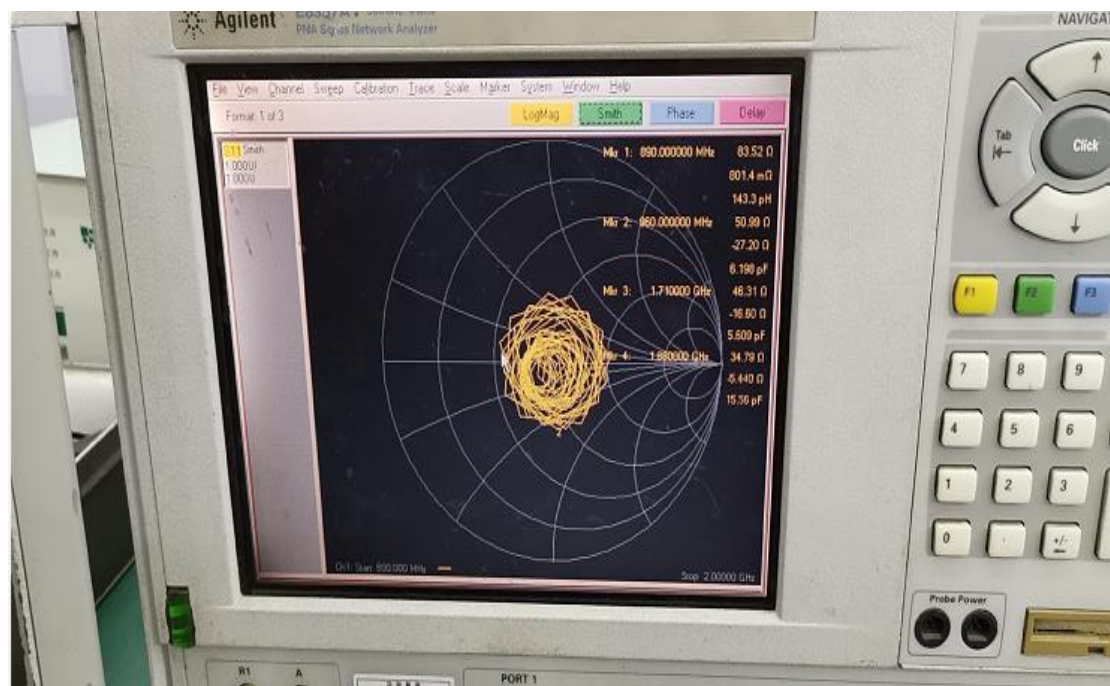 Agilent
PNA Network Analyzer
NAVIGAT
File View Channel Sweep Calibration Trace Scale Marker System Window Help
Format: 1 of 3
LogMag
Smith
Phase
Delay
S11 Smith
1.000U/
1.000U
Mkr 1: 890.000000 MHz 83.52 Ω
801.4 mΩ
143.3 pH
Mkr 2: 960.000000 MHz 50.99 Ω
-27.20 Ω
6.198 pF
Mkr 3: 1.710000 GHz 46.31 Ω
-16.60 Ω
5.609 pF
Mkr 4: 34.79 Ω
-5.440 Ω
15.56 pF
Ch1: Start 800.000 MHz
Stop 2.00000 GHz
Tab
Click
F1
F2
F3
7
8
9
4
5
6
1
2
3
0
.
+/-
Probe Power
R1
A
PORT 1